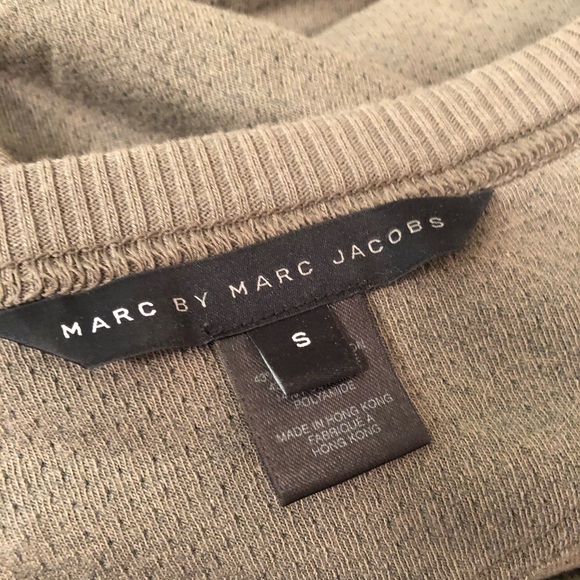 MARC BY MARC JACOBS
S
POLYAMIDE
MADE IN HONG KONG
FABRIQUE À
HONG KONG